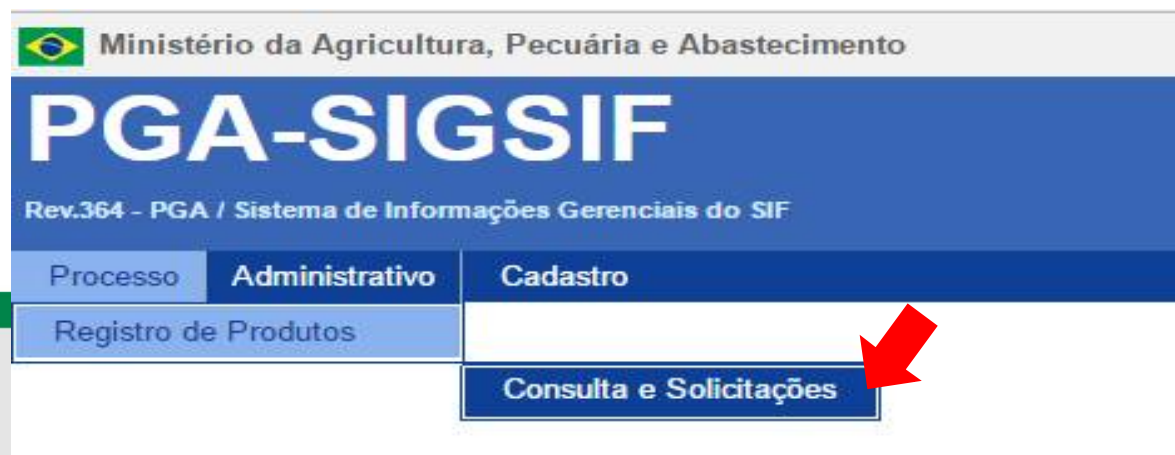 Ministério da Agricultura, Pecuária e Abastecimento
PGA-SIGSIF
Rev.364 - PGA / Sistema de Informações Gerenciais do SIF
Processo Administrativo Cadastro
Registro de Produtos
Consulta e Solicitações